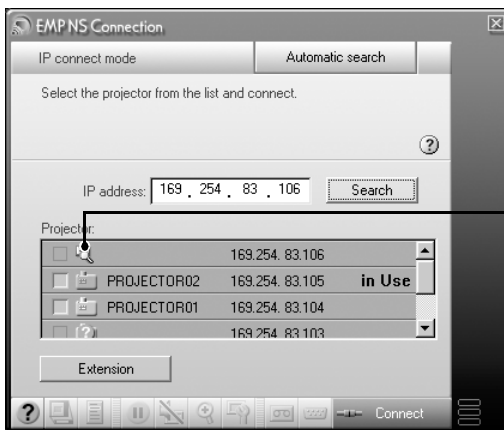 EMP NS Connection
IP connect mode
Automatic search
Select the projector from the list and connect.
IP address: 169 . 254 . 83 . 106 Search
Projector:
169.254. 83.106
PROJECTOR02 169.254. 83.105 in Use
PROJECTOR01 169.254. 83.104
169.254. 83.103
Extension
Connect